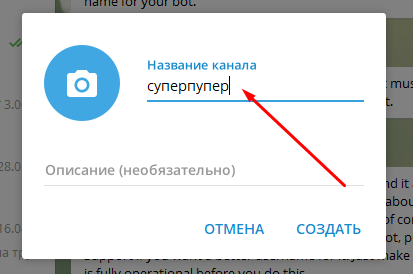 name for your bot.
Название канала
суперпупер
Описание (необязательно)
ОТМЕНА СОЗДАТЬ
is fully operational before you do this.